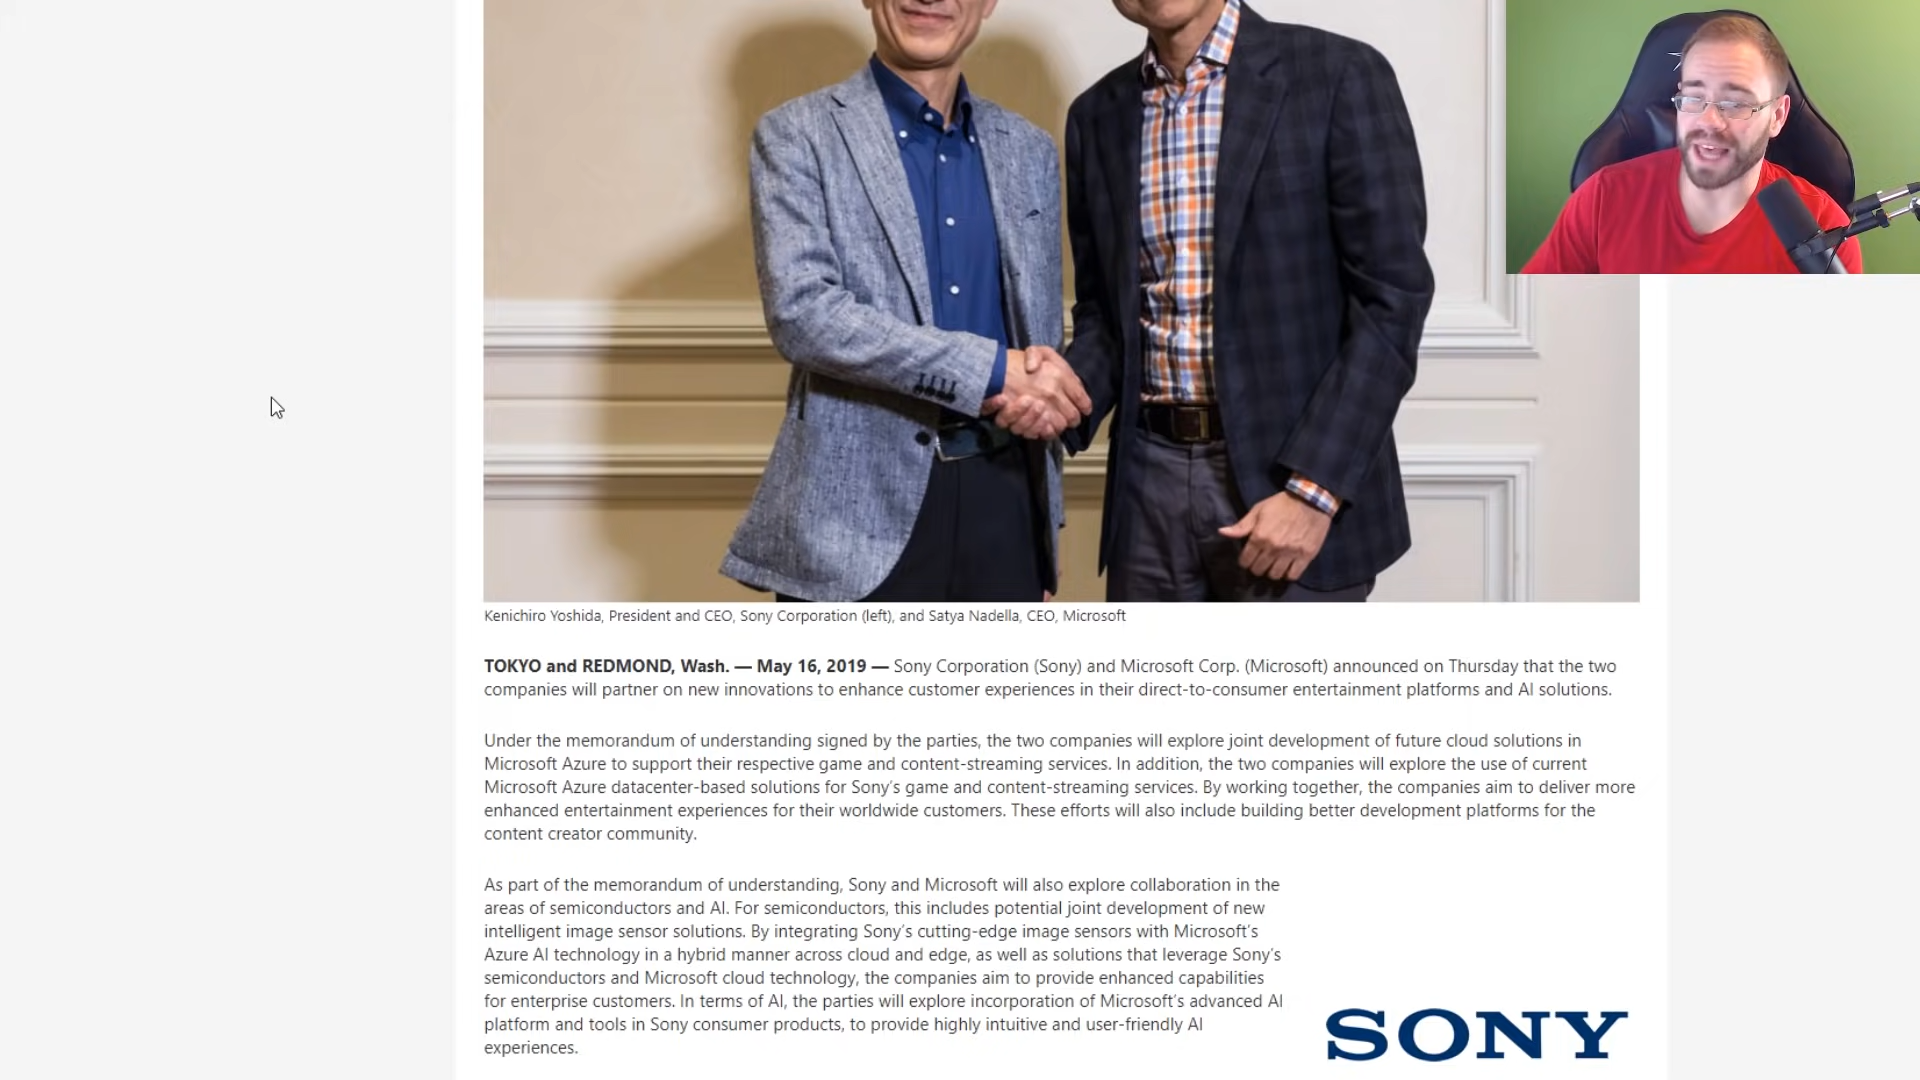 Kenichiro Yoshida, President and CEO, Sony Corporation (left), and Satya Nadella, CEO, Microsoft
TOKYO and REDMOND, Wash. — May 16, 2019 — Sony Corporation (Sony) and Microsoft Corp. (Microsoft) announced on Thursday that the two
companies will partner on new innovations to enhance customer experiences in their direct-to-consumer entertainment platforms and AI solutions.
Under the memorandum of understanding signed by the parties, the two companies will explore joint development of future cloud solutions in
Microsoft Azure to support their respective game and content-streaming services. In addition, the two companies will explore the use of current
Microsoft Azure datacenter-based solutions for Sony’s game and content-streaming services. By working together, the companies aim to deliver more
enhanced entertainment experiences for their worldwide customers. These efforts will also include building better development platforms for the
content creator community.
As part of the memorandum of understanding, Sony and Microsoft will also explore collaboration in the
areas of semiconductors and AI. For semiconductors, this includes potential joint development of new
intelligent image sensor solutions. By integrating Sony’s cutting-edge image sensors with Microsoft’s
Azure AI technology in a hybrid manner across cloud and edge, as well as solutions that leverage Sony’s
semiconductors and Microsoft cloud technology, the companies aim to provide enhanced capabilities
for enterprise customers. In terms of AI, the parties will explore incorporation of Microsoft’s advanced AI
platform and tools in Sony consumer products, to provide highly intuitive and user-friendly AI
experiences.
SONY